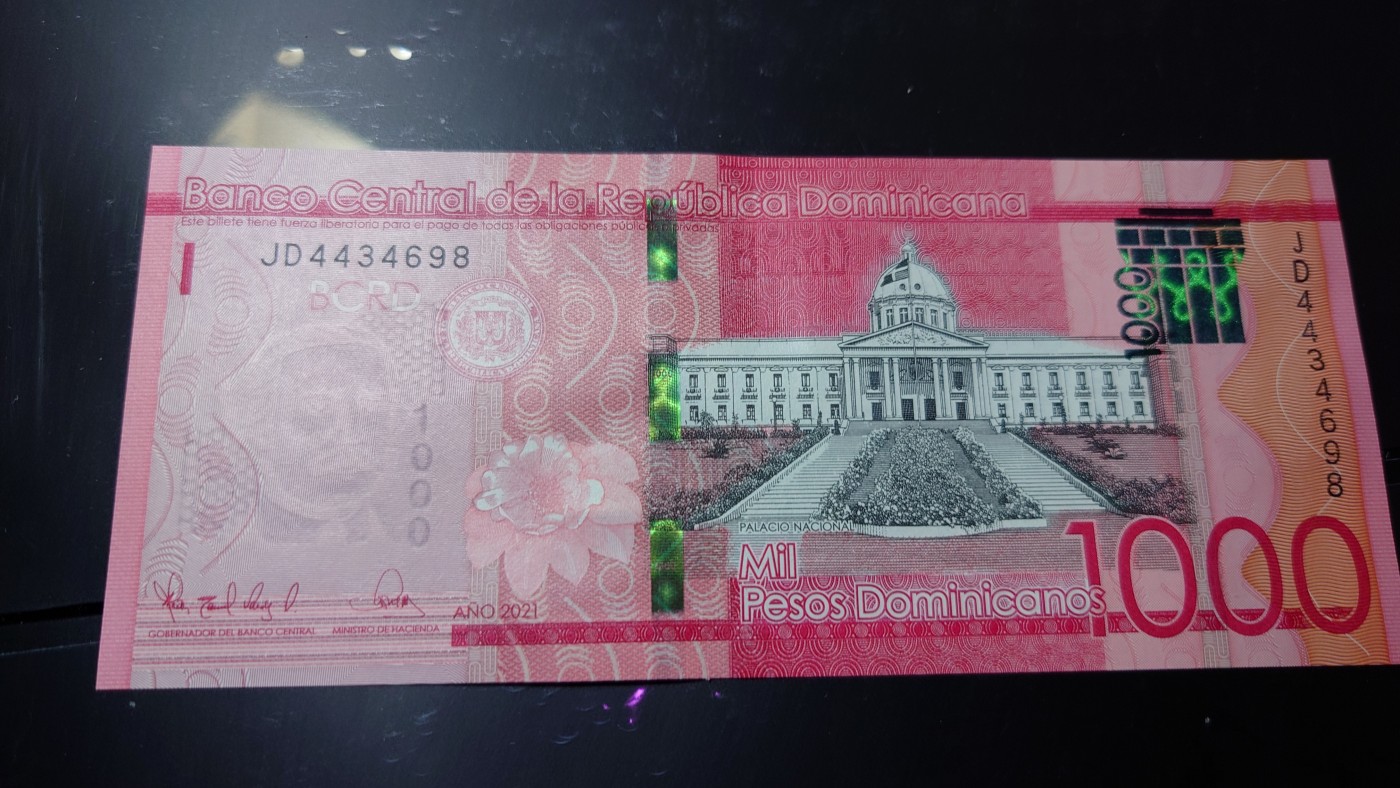 Banco Central de la República Dominicana
Este billete tiene fuerza liberatoria para el pago de todas las obligaciones públicas privadas
JD4434698
BCRD
1000
JD4434698
1000
PALACIO NACIONAL
Mil
Pesos Dominicanos
1000
AÑO 2021
GOBERNADOR DEL BANCO CENTRAL
MINISTRO DE HACIENDA